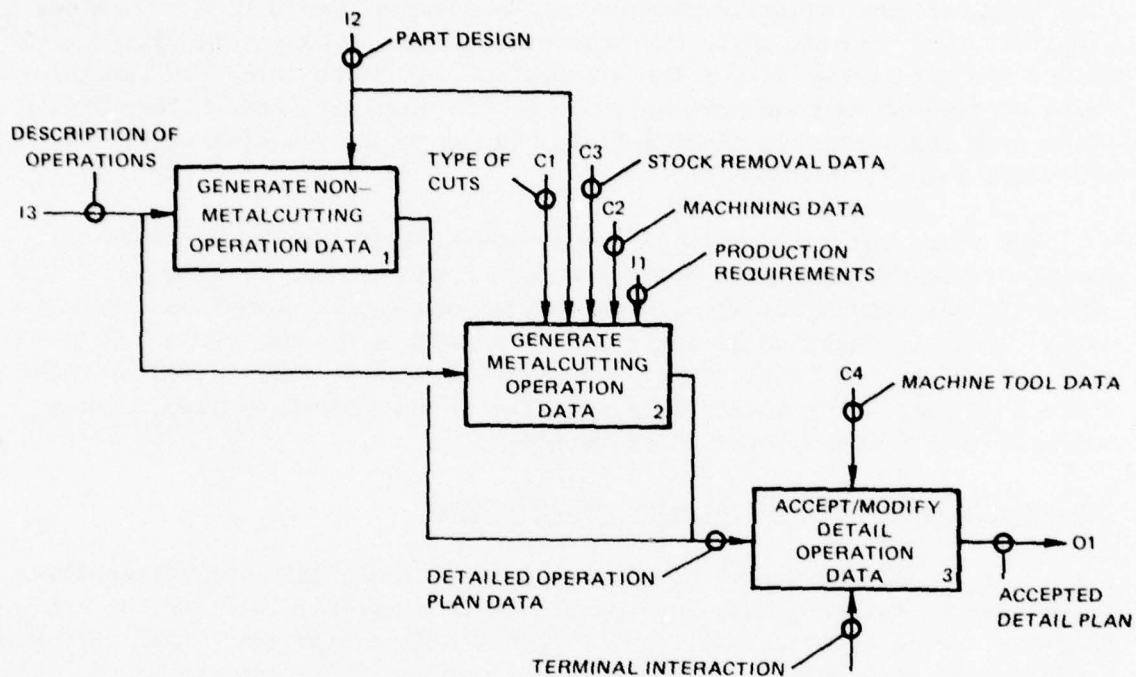 I2
PART DESIGN
DESCRIPTION OF
OPERATIONS
I3
GENERATE NON-
METALCUTTING
OPERATION DATA
1
TYPE OF
CUTS
C1
C3
STOCK REMOVAL DATA
C2
MACHINING DATA
I1
PRODUCTION
REQUIREMENTS
GENERATE
METALCUTTING
OPERATION
DATA
2
C4
MACHINE TOOL DATA
ACCEPT/MODIFY
DETAIL
OPERATION
DATA
3
O1
DETAILED OPERATION
PLAN DATA
ACCEPTED
DETAIL PLAN
TERMINAL INTERACTION